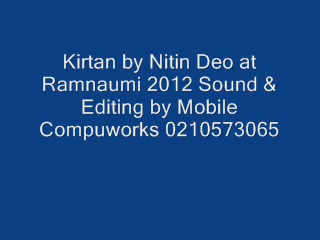 Kirtan by Nitin Deo at
Ramnaumi 2012 Sound &
Editing by Mobile
Compuworks 0210573065